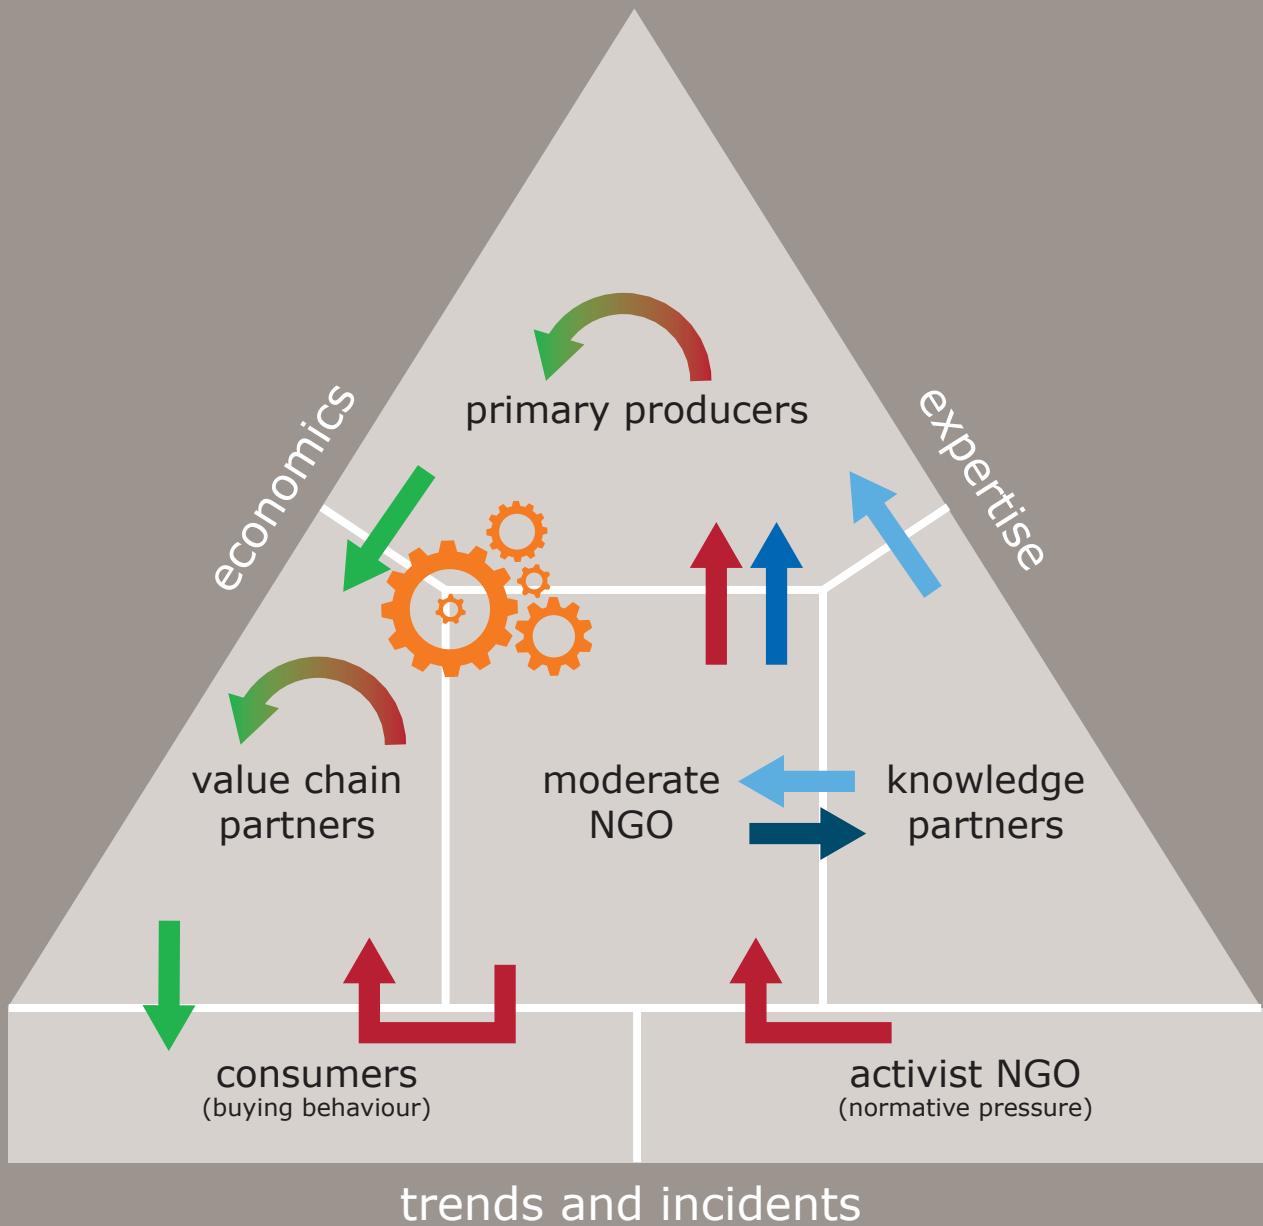 primary producers
economics
expertise
value chain
partners
moderate
NGO
knowledge
partners
consumers
(buying behaviour)
activist NGO
(normative pressure)
trends and incidents